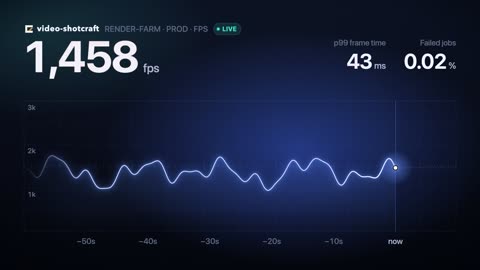 video-shotcraft RENDER-FARM · PROD · FPS LIVE
1,458 fps
p99 frame time
43 ms
Failed jobs
0.02 %
3k
2k
1k
−50s −40s −30s −20s −10s now